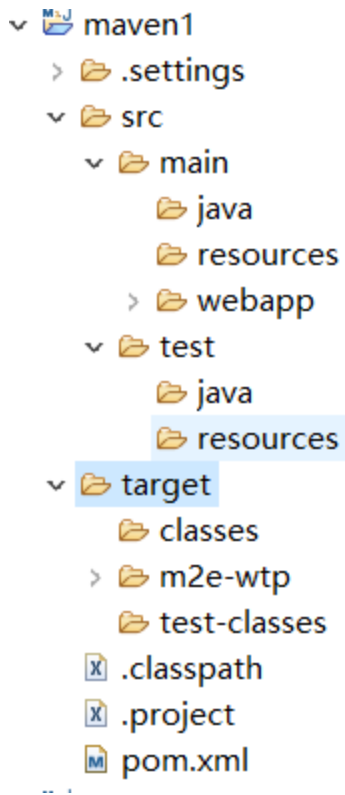 maven1
.settings
src
main
java
resources
webapp
test
java
resources
target
classes
m2e-wtp
test-classes
.classpath
.project
pom.xml